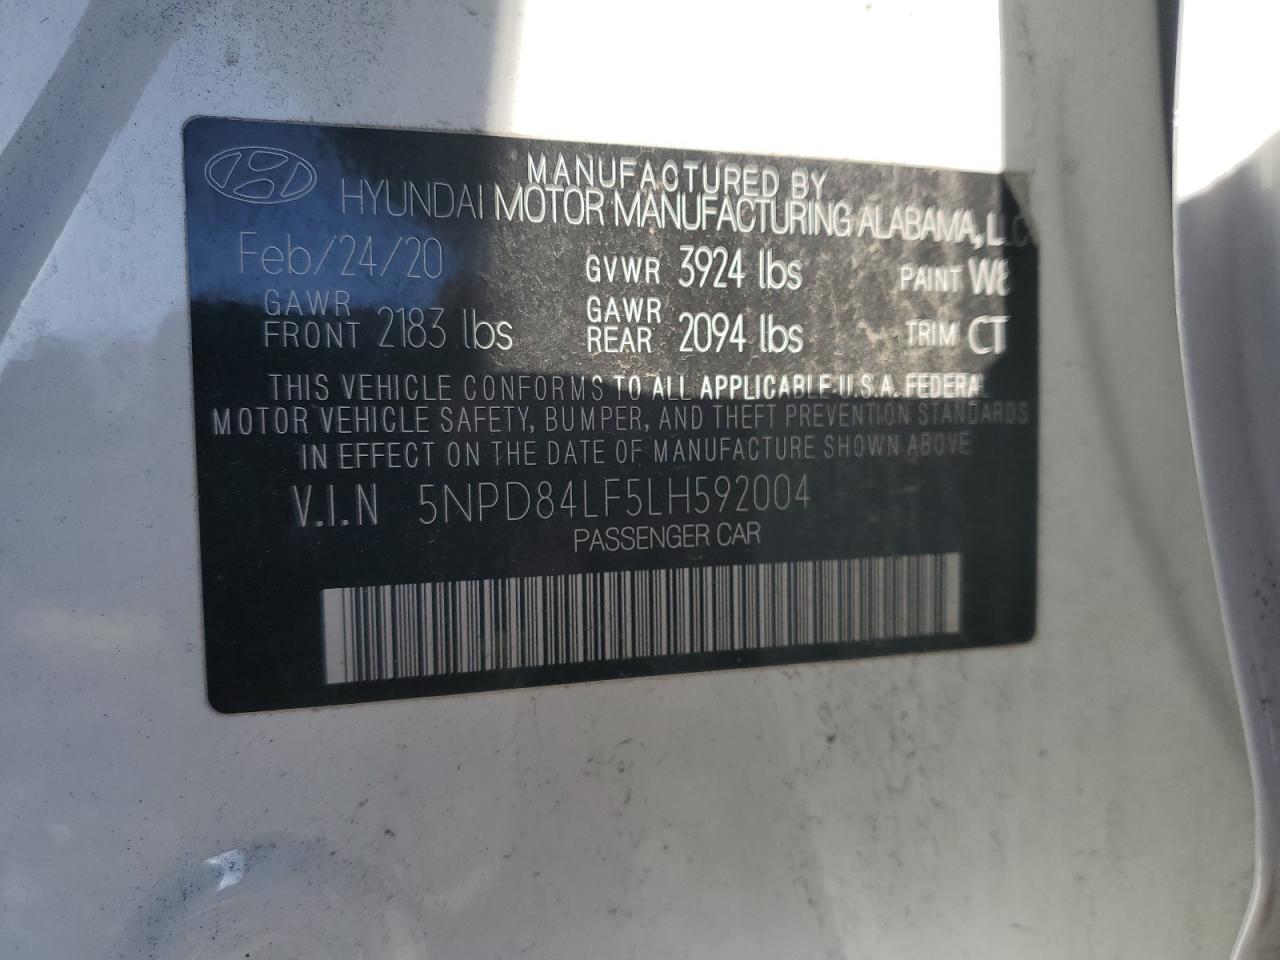 MANUFACTURED BY
HYUNDAI MOTOR MANUFACTURING ALABAMA, LLC
Feb/24/20 GVWR 3924 lbs PAINT W8
GAWR FRONT 2183 lbs GAWR REAR 2094 lbs TRIM CT
THIS VEHICLE CONFORMS TO ALL APPLICABLE U.S.A. FEDERAL
MOTOR VEHICLE SAFETY, BUMPER, AND THEFT PREVENTION STANDARDS
IN EFFECT ON THE DATE OF MANUFACTURE SHOWN ABOVE
V.I.N 5NPD84LF5LH592004
PASSENGER CAR